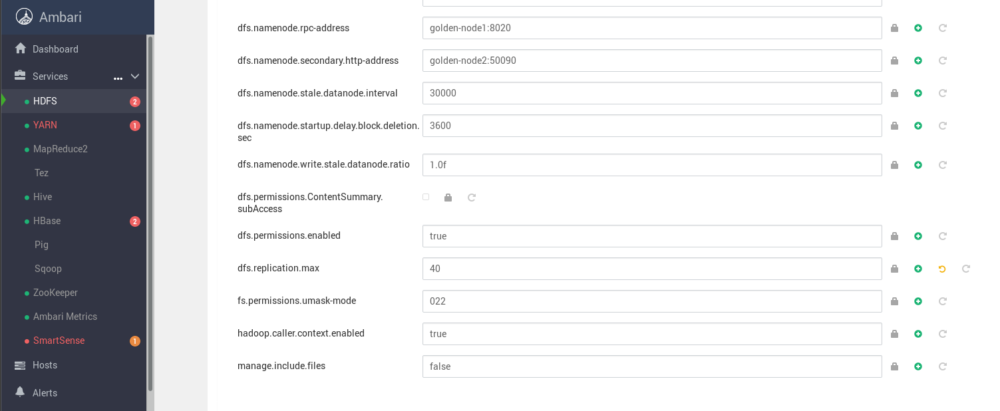 Ambari
Dashboard
Services
HDFS 2
YARN 1
MapReduce2
Tez
Hive
HBase 2
Pig
Sqoop
ZooKeeper
Ambari Metrics
SmartSense 1
Hosts
Alerts
dfs.namenode.rpc-address golden-node1:8020
dfs.namenode.secondary.http-address golden-node2:50090
dfs.namenode.stale.datanode.interval 30000
dfs.namenode.startup.delay.block.deletion. 3600
sec
dfs.namenode.write.stale.datanode.ratio 1.0f
dfs.permissions.ContentSummary.
subAccess
dfs.permissions.enabled true
dfs.replication.max 40
fs.permissions.umask-mode 022
hadoop.caller.context.enabled true
manage.include.files false